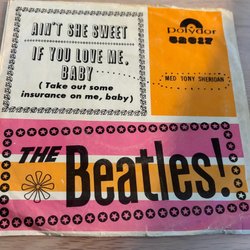 AIN'T SHE SWEET
IF YOU LOVE ME,
BABY
(Take out some
insurance on me, baby)
Polydor
MED TONY SHERIDAN
THE
Beatles!